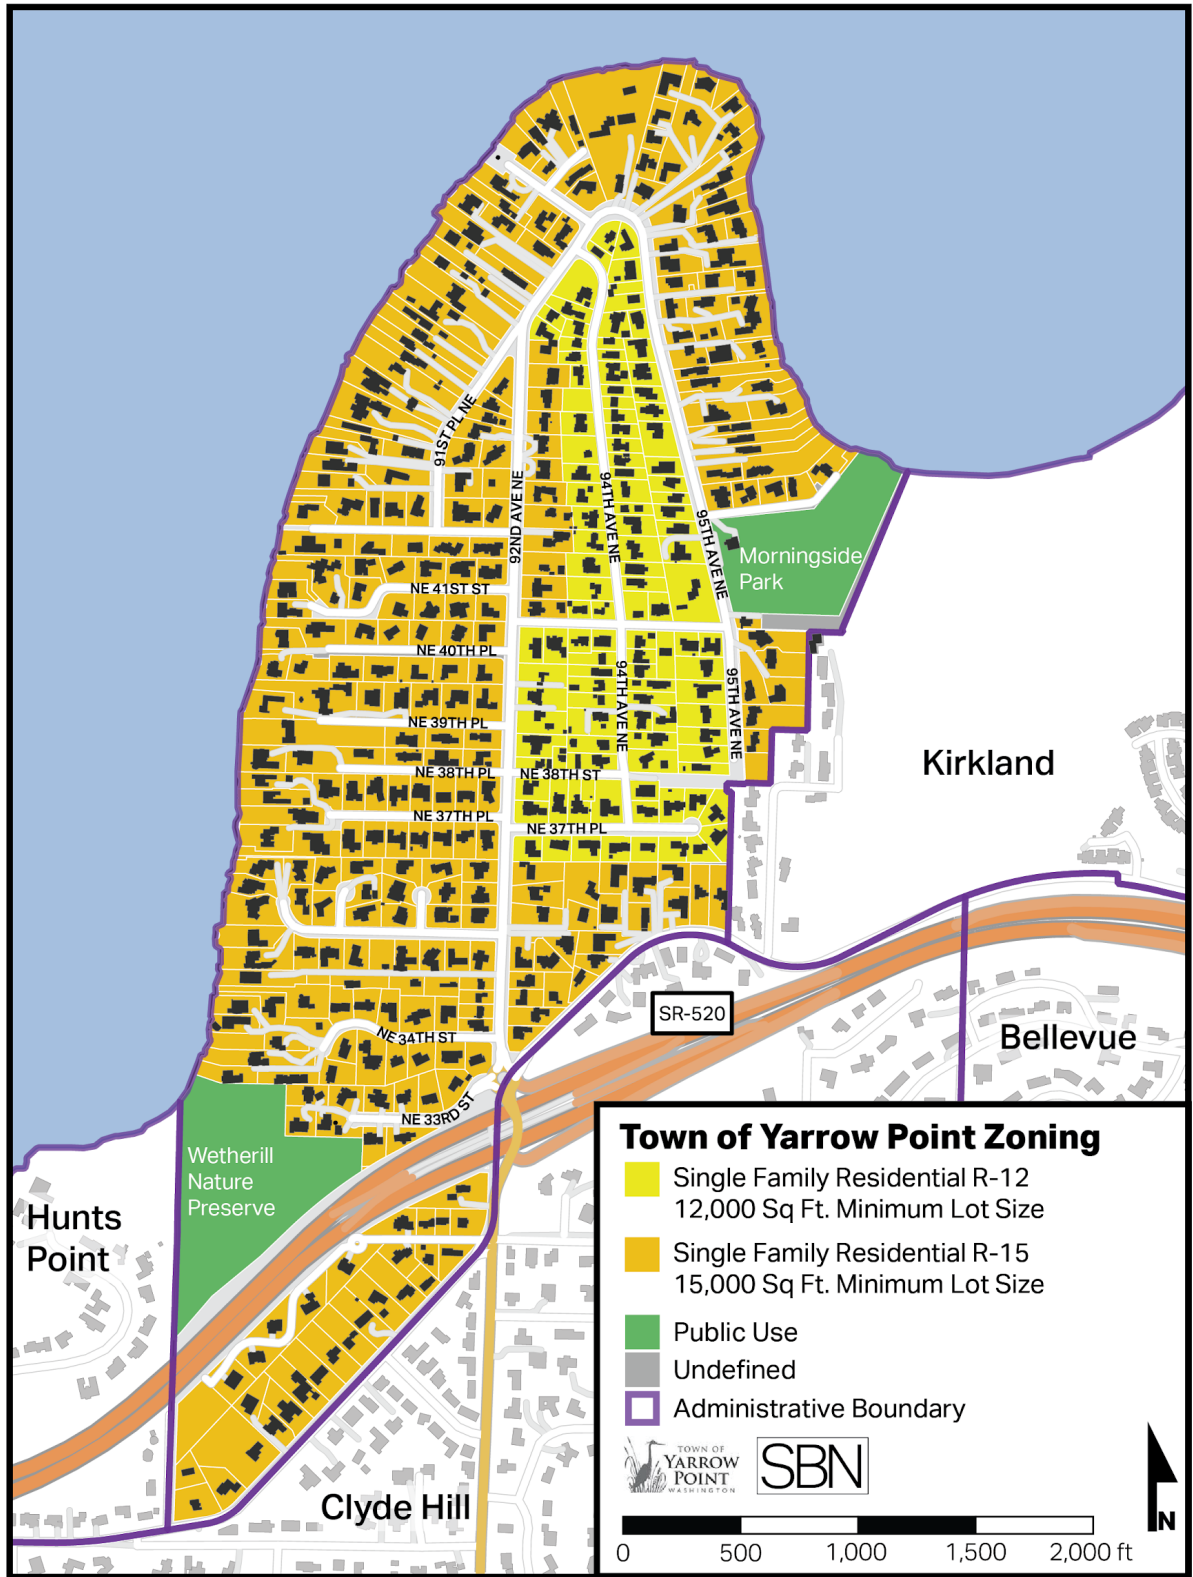 91ST PL NE
92ND AVE NE
94TH AVE NE
95TH AVE NE
Morningside
Park
NE 41ST ST
NE 40TH PL
94TH AVE NE
95TH AVE NE
NE 39TH PL
Kirkland
NE 38TH PL
NE 38TH ST
NE 37TH PL
NE 37TH PL
SR-520
NE 34TH ST
Bellevue
NE 33RD ST
Wetherill
Nature
Preserve
Hunts
Point
Clyde Hill
Town of Yarrow Point Zoning
Single Family Residential R-12
12,000 Sq Ft. Minimum Lot Size
Single Family Residential R-15
15,000 Sq Ft. Minimum Lot Size
Public Use
Undefined
Administrative Boundary
TOWN OF
YARROW
POINT
WASHINGTON
SBN
N
0 500 1,000 1,500 2,000 ft